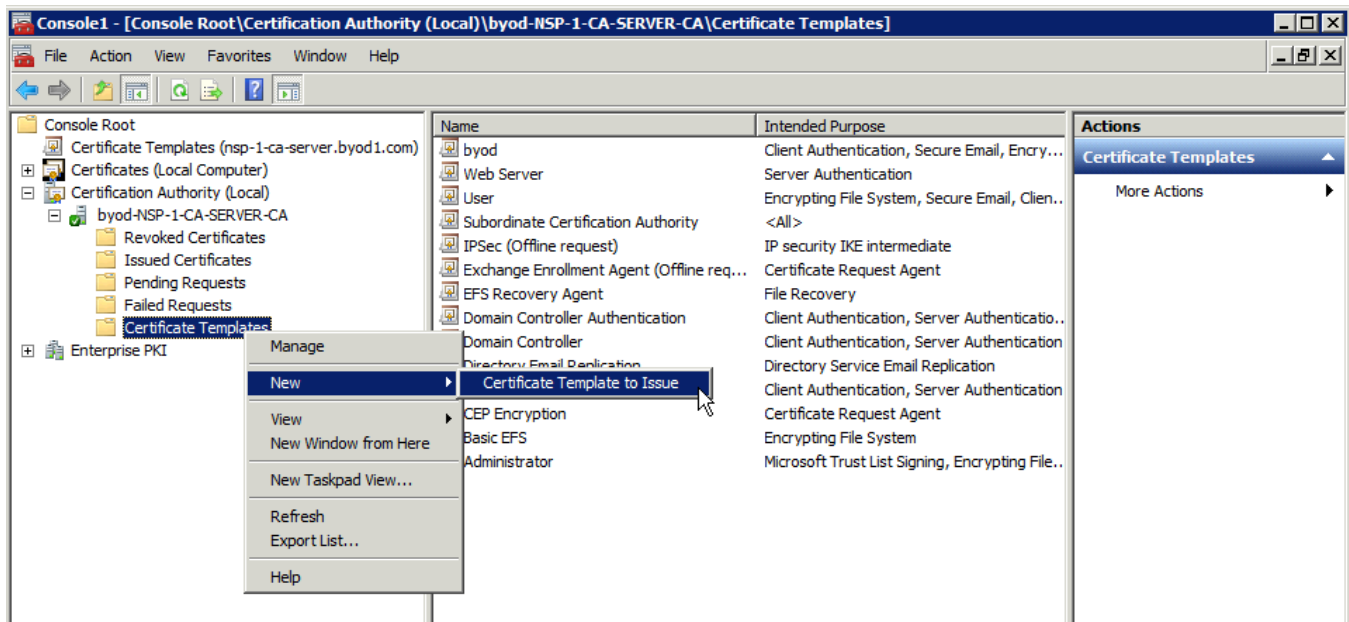 Console1 - [Console Root\Certification Authority (Local)\byod-NSP-1-CA-SERVER-CA\Certificate Templates]
File Action View Favorites Window Help
Console Root
Certificate Templates (nsp-1-ca-server.byod1.com)
Certificates (Local Computer)
Certification Authority (Local)
byod-NSP-1-CA-SERVER-CA
Revoked Certificates
Issued Certificates
Pending Requests
Failed Requests
Certificate Templates
Enterprise PKI
Manage
New
View
New Window from Here
New Taskpad View...
Refresh
Export List...
Help
Certificate Template to Issue
Name Intended Purpose
byod Client Authentication, Secure Email, Encry...
Web Server Server Authentication
User Encrypting File System, Secure Email, Clien..
Subordinate Certification Authority <All>
IPSec (Offline request) IP security IKE intermediate
Exchange Enrollment Agent (Offline req... Certificate Request Agent
EFS Recovery Agent File Recovery
Domain Controller Authentication Client Authentication, Server Authenticatio..
Domain Controller Client Authentication, Server Authentication
Directory Email Replication Directory Service Email Replication
Client Authentication, Server Authentication
CEP Encryption Certificate Request Agent
Basic EFS Encrypting File System
Administrator Microsoft Trust List Signing, Encrypting File..
Actions
Certificate Templates
More Actions